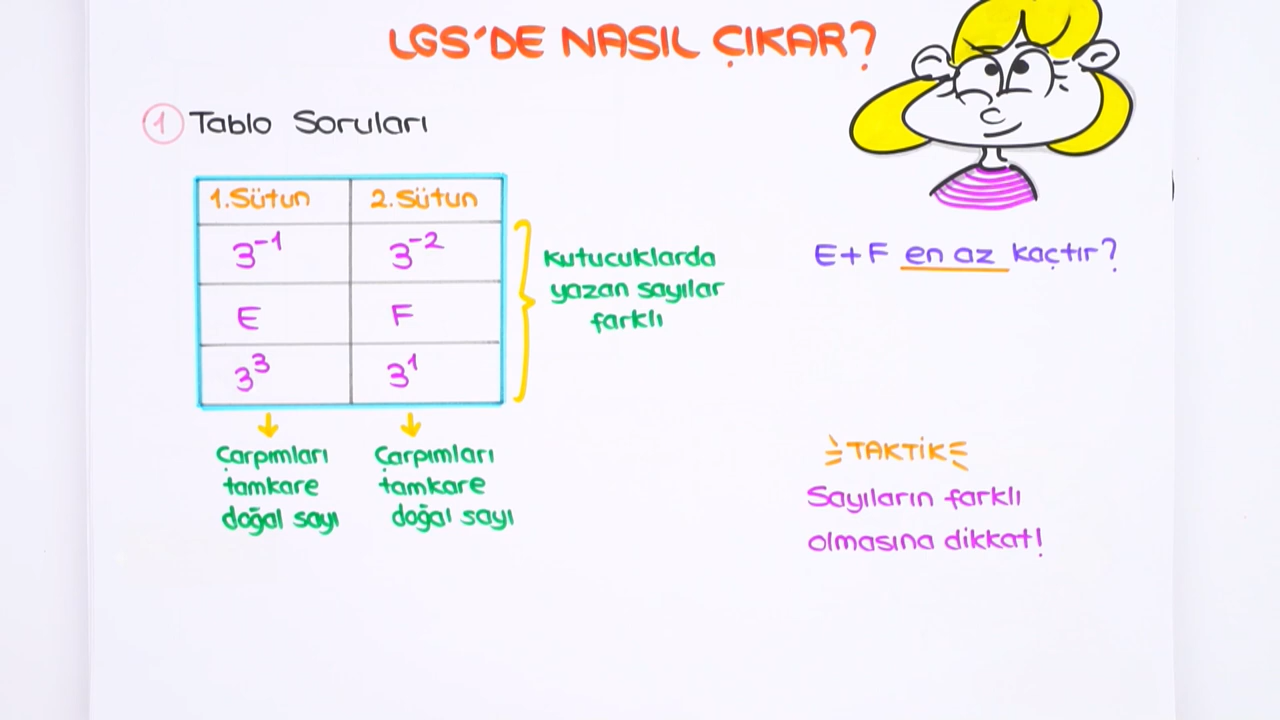 LGS'DE NASIL ÇIKAR?
1 Tablo Soruları
1.Sütun 2.Sütun
3⁻¹ 3⁻²
E F
3³ 3¹
Kutucuklarda
yazan sayılar
farklı
E+F en az kaçtır?
Çarpımları
tamkare
doğal sayı
Çarpımları
tamkare
doğal sayı
TAKTİK
Sayıların farklı
olmasına dikkat!